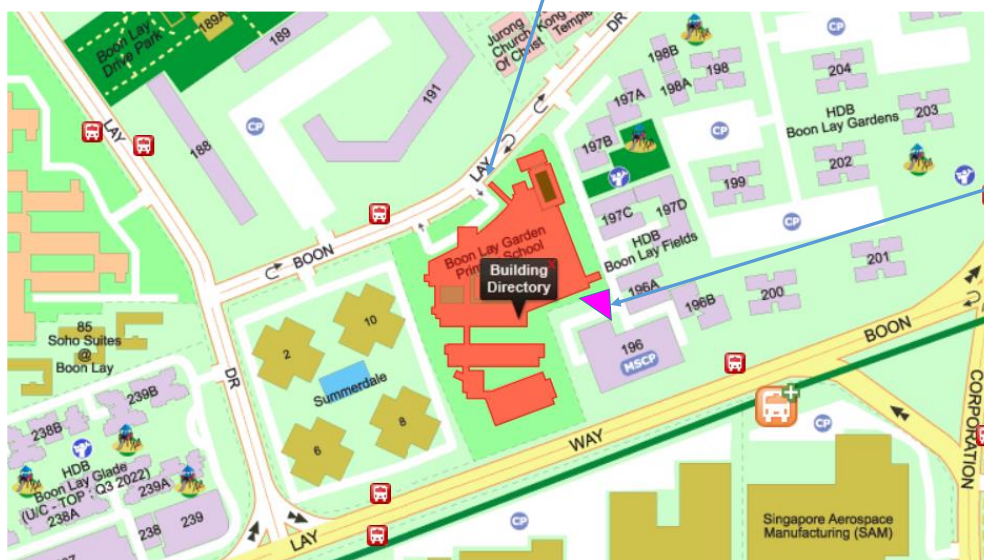 189A
Boon Lay
Drive Park
189
Jurong
Church
Of Christ
Kong
Temple
DR
198B
198A
198
CP
204
203
HDB
Boon Lay Gardens
202
LAY
CP
191
188
197A
197B
CP
199
LAY
197C
197D
CP
HDB
Boon Lay Fields
Boon Lay Garden
Primary School
Building
Directory
BOON
196A
196B
200
201
BOON
196
MSCP
85
Soho Suites
@
Boon Lay
2
10
Summerdale
6
8
DR
239B
238B
HDB
Boon Lay Glade
(U/C - TOP : Q3 2022)
239A
238A
238
239
LAY
WAY
CP
CP
CORPORATION
Singapore Aerospace
Manufacturing (SAM)